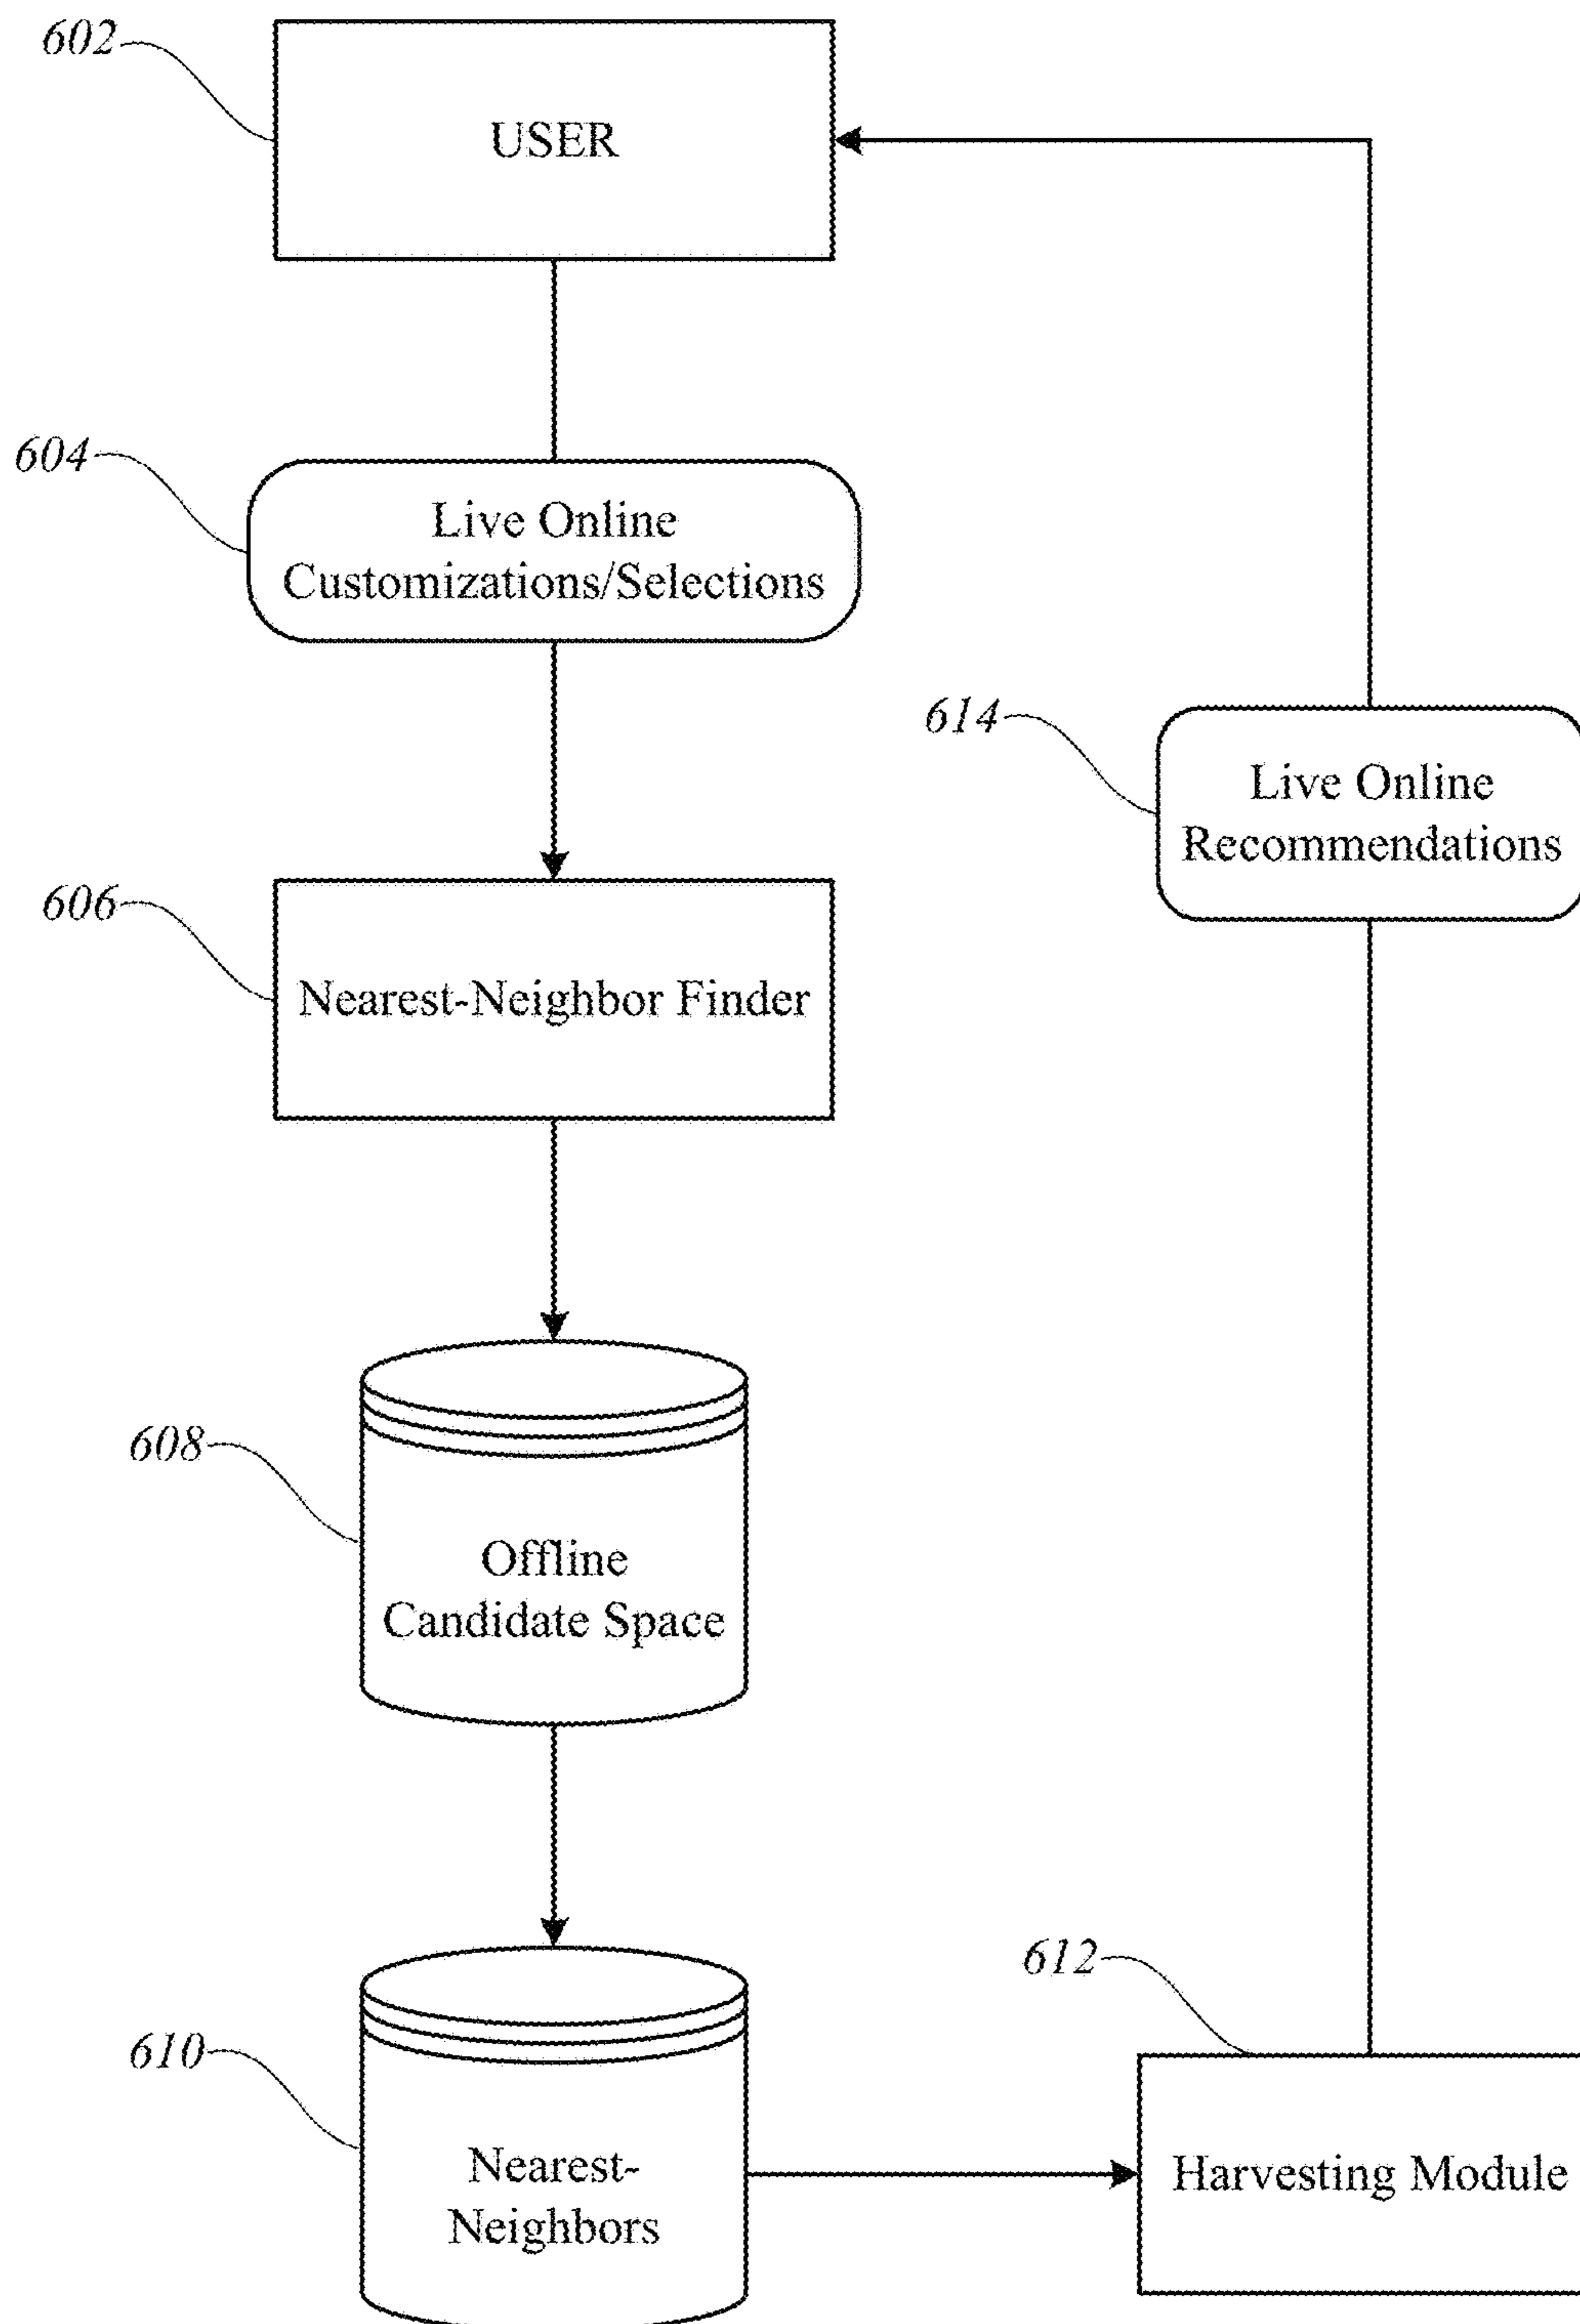 602
USER
604
Live Online
Customizations/Selections
614
Live Online
Recommendations
606
Nearest-Neighbor Finder
608
Offline
Candidate Space
612
610
Nearest-
Neighbors
Harvesting Module